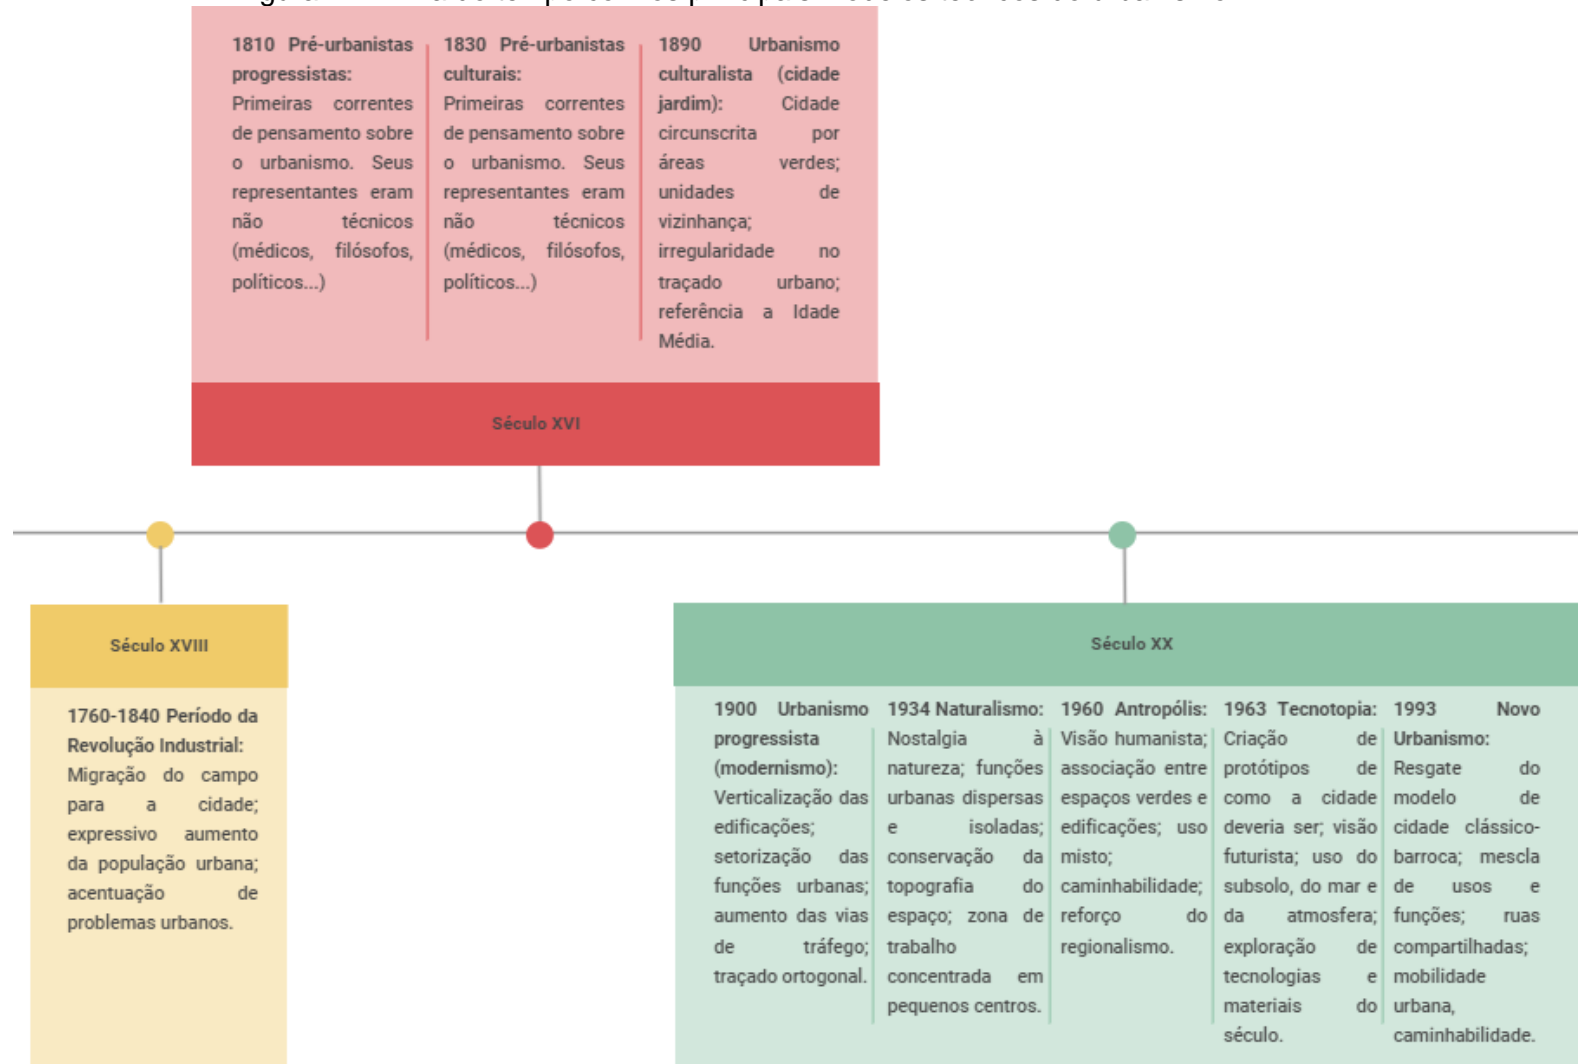 1810 Pré-urbanistas
progressistas:
Primeiras correntes
de pensamento sobre
o urbanismo. Seus
representantes eram
não técnicos
(médicos, filósofos,
políticos...)
1830 Pré-urbanistas
culturais:
Primeiras correntes
de pensamento sobre
o urbanismo. Seus
representantes eram
não técnicos
(médicos, filósofos,
políticos...)
1890 Urbanismo
culturalista (cidade
jardim): Cidade
circunscrita por
áreas verdes;
unidades de
vizinhança;
irregularidade no
traçado urbano;
referência a Idade
Média.
Século XVI
Século XVIII
1760-1840 Período da
Revolução Industrial:
Migração do campo
para a cidade;
expressivo aumento
da população urbana;
acentuação de
problemas urbanos.
Século XX
1900 Urbanismo
progressista
(modernismo):
Verticalização das
edificações;
setorização das
funções urbanas;
aumento das vias
de tráfego;
traçado ortogonal.
1934 Naturalismo:
Nostalgia à
natureza; funções
urbanas dispersas
e isoladas;
conservação da
topografia do
espaço; zona de
trabalho
concentrada em
pequenos centros.
1960 Antropólis:
Visão humanista;
associação entre
espaços verdes e
edificações; uso
misto;
caminhabilidade;
reforço do
regionalismo.
1963 Tecnotopia:
Criação de
protótipos de
como a cidade
deveria ser; visão
futurista; uso do
subsolo, do mar e
da atmosfera;
exploração de
tecnologias e
materiais do
século.
1993 Novo
Urbanismo:
Resgate do
modelo de
cidade clássico-
barroca; mescla
de usos e
funções; ruas
compartilhadas;
mobilidade
urbana,
caminhabilidade.